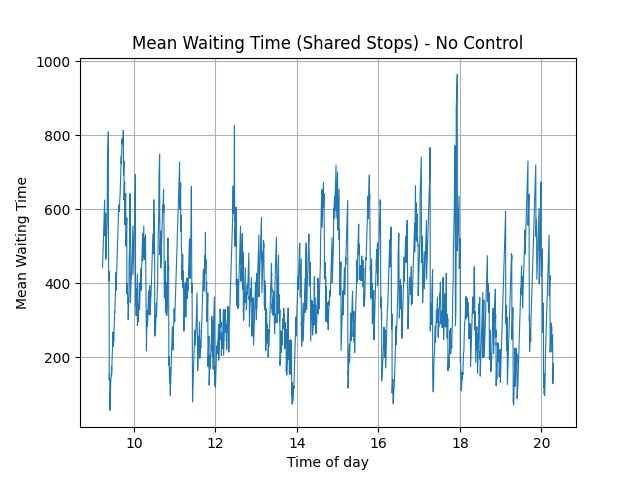 Mean Waiting Time (Shared Stops) - No Control
1000
800
600
400
200
Mean Waiting Time
10 12 14 16 18 20
Time of day